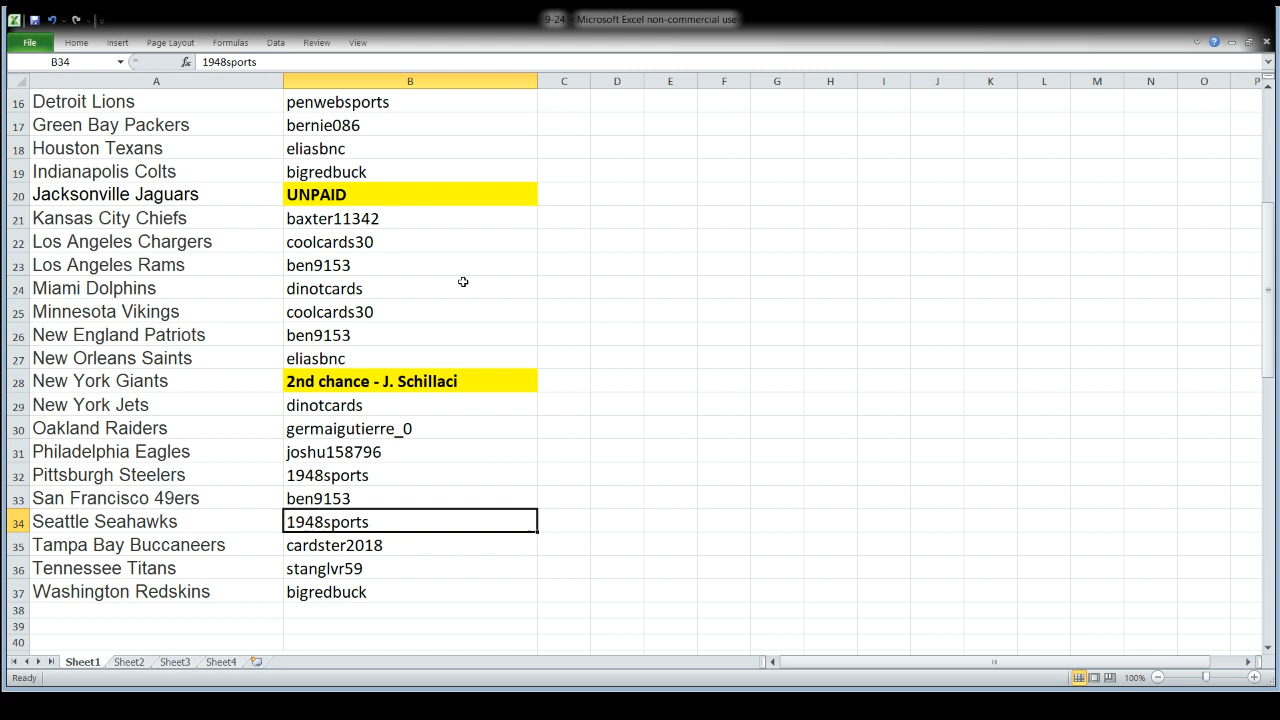 9-24 - Microsoft Excel non-commercial use
File Home Insert Page Layout Formulas Data Review View
B34 fx 1948sports
A B C D E F G H I J K L M N O P
16 Detroit Lions penwebsports
17 Green Bay Packers bernie086
18 Houston Texans eliasbnc
19 Indianapolis Colts bigredbuck
20 Jacksonville Jaguars UNPAID
21 Kansas City Chiefs baxter11342
22 Los Angeles Chargers coolcards30
23 Los Angeles Rams ben9153
24 Miami Dolphins dinotcards
25 Minnesota Vikings coolcards30
26 New England Patriots ben9153
27 New Orleans Saints eliasbnc
28 New York Giants 2nd chance - J. Schillaci
29 New York Jets dinotcards
30 Oakland Raiders germaigutierre_0
31 Philadelphia Eagles joshu158796
32 Pittsburgh Steelers 1948sports
33 San Francisco 49ers ben9153
34 Seattle Seahawks 1948sports
35 Tampa Bay Buccaneers cardster2018
36 Tennessee Titans stanglvr59
37 Washington Redskins bigredbuck
38
39
40
Sheet1 Sheet2 Sheet3 Sheet4
Ready 100%